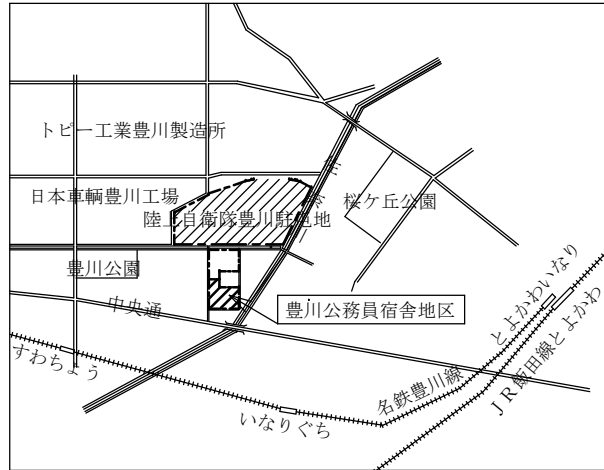 トピー工業豊川製造所
日本車輌豊川工場
陸上自衛隊豊川駐屯地
桜ケ丘公園
豊川公園
中央通
豊川公務員宿舎地区
すわちょう
いなりぐち
名鉄豊川線
とよかわいなり
JR飯田線とよかわ